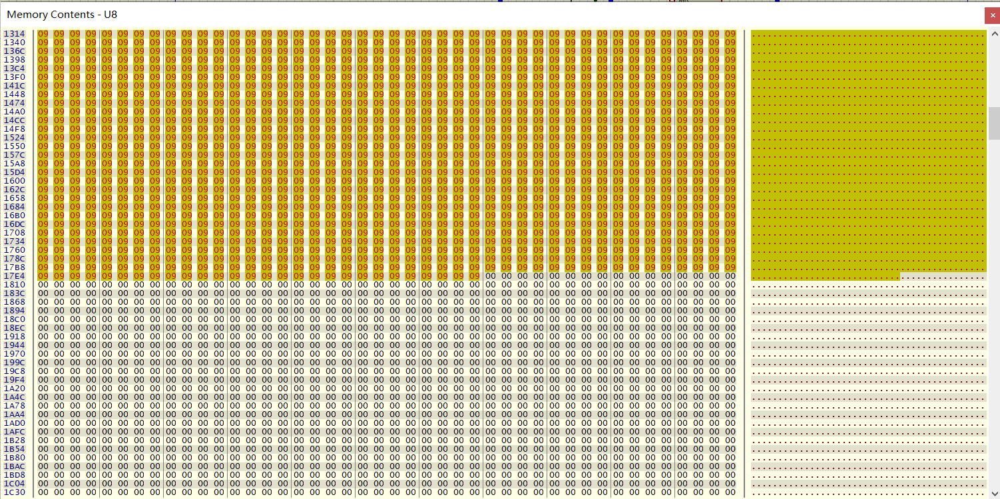 Memory Contents - U8
1314 09 09 09 09 09 09 09 09 09 09 09 09 09 09 09 09 09 09 09 09 09 09 09 09 09 09 09 09 09 09 09 09 09 09 09 09 09 09 09 09 09 09 09 09
1340 09 09 09 09 09 09 09 09 09 09 09 09 09 09 09 09 09 09 09 09 09 09 09 09 09 09 09 09 09 09 09 09 09 09 09 09 09 09 09 09 09 09 09 09
136C 09 09 09 09 09 09 09 09 09 09 09 09 09 09 09 09 09 09 09 09 09 09 09 09 09 09 09 09 09 09 09 09 09 09 09 09 09 09 09 09 09 09 09 09
1398 09 09 09 09 09 09 09 09 09 09 09 09 09 09 09 09 09 09 09 09 09 09 09 09 09 09 09 09 09 09 09 09 09 09 09 09 09 09 09 09 09 09 09 09
13C4 09 09 09 09 09 09 09 09 09 09 09 09 09 09 09 09 09 09 09 09 09 09 09 09 09 09 09 09 09 09 09 09 09 09 09 09 09 09 09 09 09 09 09 09
13F0 09 09 09 09 09 09 09 09 09 09 09 09 09 09 09 09 09 09 09 09 09 09 09 09 09 09 09 09 09 09 09 09 09 09 09 09 09 09 09 09 09 09 09 09
141C 09 09 09 09 09 09 09 09 09 09 09 09 09 09 09 09 09 09 09 09 09 09 09 09 09 09 09 09 09 09 09 09 09 09 09 09 09 09 09 09 09 09 09 09
1448 09 09 09 09 09 09 09 09 09 09 09 09 09 09 09 09 09 09 09 09 09 09 09 09 09 09 09 09 09 09 09 09 09 09 09 09 09 09 09 09 09 09 09 09
1474 09 09 09 09 09 09 09 09 09 09 09 09 09 09 09 09 09 09 09 09 09 09 09 09 09 09 09 09 09 09 09 09 09 09 09 09 09 09 09 09 09 09 09 09
14A0 09 09 09 09 09 09 09 09 09 09 09 09 09 09 09 09 09 09 09 09 09 09 09 09 09 09 09 09 09 09 09 09 09 09 09 09 09 09 09 09 09 09 09 09
14CC 09 09 09 09 09 09 09 09 09 09 09 09 09 09 09 09 09 09 09 09 09 09 09 09 09 09 09 09 09 09 09 09 09 09 09 09 09 09 09 09 09 09 09 09
14F8 09 09 09 09 09 09 09 09 09 09 09 09 09 09 09 09 09 09 09 09 09 09 09 09 09 09 09 09 09 09 09 09 09 09 09 09 09 09 09 09 09 09 09 09
1524 09 09 09 09 09 09 09 09 09 09 09 09 09 09 09 09 09 09 09 09 09 09 09 09 09 09 09 09 09 09 09 09 09 09 09 09 09 09 09 09 09 09 09 09
1550 09 09 09 09 09 09 09 09 09 09 09 09 09 09 09 09 09 09 09 09 09 09 09 09 09 09 09 09 09 09 09 09 09 09 09 09 09 09 09 09 09 09 09 09
157C 09 09 09 09 09 09 09 09 09 09 09 09 09 09 09 09 09 09 09 09 09 09 09 09 09 09 09 09 09 09 09 09 09 09 09 09 09 09 09 09 09 09 09 09
15A8 09 09 09 09 09 09 09 09 09 09 09 09 09 09 09 09 09 09 09 09 09 09 09 09 09 09 09 09 09 09 09 09 09 09 09 09 09 09 09 09 09 09 09 09
15D4 09 09 09 09 09 09 09 09 09 09 09 09 09 09 09 09 09 09 09 09 09 09 09 09 09 09 09 09 09 09 09 09 09 09 09 09 09 09 09 09 09 09 09 09
1600 09 09 09 09 09 09 09 09 09 09 09 09 09 09 09 09 09 09 09 09 09 09 09 09 09 09 09 09 09 09 09 09 09 09 09 09 09 09 09 09 09 09 09 09
162C 09 09 09 09 09 09 09 09 09 09 09 09 09 09 09 09 09 09 09 09 09 09 09 09 09 09 09 09 09 09 09 09 09 09 09 09 09 09 09 09 09 09 09 09
1658 09 09 09 09 09 09 09 09 09 09 09 09 09 09 09 09 09 09 09 09 09 09 09 09 09 09 09 09 09 09 09 09 09 09 09 09 09 09 09 09 09 09 09 09
1684 09 09 09 09 09 09 09 09 09 09 09 09 09 09 09 09 09 09 09 09 09 09 09 09 09 09 09 09 09 09 09 09 09 09 09 09 09 09 09 09 09 09 09 09
16B0 09 09 09 09 09 09 09 09 09 09 09 09 09 09 09 09 09 09 09 09 09 09 09 09 09 09 09 09 09 09 09 09 09 09 09 09 09 09 09 09 09 09 09 09
16DC 09 09 09 09 09 09 09 09 09 09 09 09 09 09 09 09 09 09 09 09 09 09 09 09 09 09 09 09 09 09 09 09 09 09 09 09 09 09 09 09 09 09 09 09
1708 09 09 09 09 09 09 09 09 09 09 09 09 09 09 09 09 09 09 09 09 09 09 09 09 09 09 09 09 09 09 09 09 09 09 09 09 09 09 09 09 09 09 09 09
1734 09 09 09 09 09 09 09 09 09 09 09 09 09 09 09 09 09 09 09 09 09 09 09 09 09 09 09 09 09 09 09 09 09 09 09 09 09 09 09 09 09 09 09 09
1760 09 09 09 09 09 09 09 09 09 09 09 09 09 09 09 09 09 09 09 09 09 09 09 09 09 09 09 09 09 09 09 09 09 09 09 09 09 09 09 09 09 09 09 09
178C 09 09 09 09 09 09 09 09 09 09 09 09 09 09 09 09 09 09 09 09 09 09 09 09 09 09 09 09 09 09 09 09 09 09 09 09 09 09 09 09 09 09 09 09
17B8 09 09 09 09 09 09 09 09 09 09 09 09 09 09 09 09 09 09 09 09 09 09 09 09 09 09 09 09 09 09 09 09 09 09 09 09 09 09 09 09 09 09 09 09
17E4 09 09 09 09 09 09 09 09 09 09 09 09 09 09 09 09 09 09 09 09 09 09 09 09 09 09 09 09 00 00 00 00 00 00 00 00 00 00 00 00 00 00 00 00
1810 00 00 00 00 00 00 00 00 00 00 00 00 00 00 00 00 00 00 00 00 00 00 00 00 00 00 00 00 00 00 00 00 00 00 00 00 00 00 00 00 00 00 00 00
183C 00 00 00 00 00 00 00 00 00 00 00 00 00 00 00 00 00 00 00 00 00 00 00 00 00 00 00 00 00 00 00 00 00 00 00 00 00 00 00 00 00 00 00 00
1868 00 00 00 00 00 00 00 00 00 00 00 00 00 00 00 00 00 00 00 00 00 00 00 00 00 00 00 00 00 00 00 00 00 00 00 00 00 00 00 00 00 00 00 00
1894 00 00 00 00 00 00 00 00 00 00 00 00 00 00 00 00 00 00 00 00 00 00 00 00 00 00 00 00 00 00 00 00 00 00 00 00 00 00 00 00 00 00 00 00
18C0 00 00 00 00 00 00 00 00 00 00 00 00 00 00 00 00 00 00 00 00 00 00 00 00 00 00 00 00 00 00 00 00 00 00 00 00 00 00 00 00 00 00 00 00
18EC 00 00 00 00 00 00 00 00 00 00 00 00 00 00 00 00 00 00 00 00 00 00 00 00 00 00 00 00 00 00 00 00 00 00 00 00 00 00 00 00 00 00 00 00
1918 00 00 00 00 00 00 00 00 00 00 00 00 00 00 00 00 00 00 00 00 00 00 00 00 00 00 00 00 00 00 00 00 00 00 00 00 00 00 00 00 00 00 00 00
1944 00 00 00 00 00 00 00 00 00 00 00 00 00 00 00 00 00 00 00 00 00 00 00 00 00 00 00 00 00 00 00 00 00 00 00 00 00 00 00 00 00 00 00 00
1970 00 00 00 00 00 00 00 00 00 00 00 00 00 00 00 00 00 00 00 00 00 00 00 00 00 00 00 00 00 00 00 00 00 00 00 00 00 00 00 00 00 00 00 00
199C 00 00 00 00 00 00 00 00 00 00 00 00 00 00 00 00 00 00 00 00 00 00 00 00 00 00 00 00 00 00 00 00 00 00 00 00 00 00 00 00 00 00 00 00
19C8 00 00 00 00 00 00 00 00 00 00 00 00 00 00 00 00 00 00 00 00 00 00 00 00 00 00 00 00 00 00 00 00 00 00 00 00 00 00 00 00 00 00 00 00
19F4 00 00 00 00 00 00 00 00 00 00 00 00 00 00 00 00 00 00 00 00 00 00 00 00 00 00 00 00 00 00 00 00 00 00 00 00 00 00 00 00 00 00 00 00
1A20 00 00 00 00 00 00 00 00 00 00 00 00 00 00 00 00 00 00 00 00 00 00 00 00 00 00 00 00 00 00 00 00 00 00 00 00 00 00 00 00 00 00 00 00
1A4C 00 00 00 00 00 00 00 00 00 00 00 00 00 00 00 00 00 00 00 00 00 00 00 00 00 00 00 00 00 00 00 00 00 00 00 00 00 00 00 00 00 00 00 00
1A78 00 00 00 00 00 00 00 00 00 00 00 00 00 00 00 00 00 00 00 00 00 00 00 00 00 00 00 00 00 00 00 00 00 00 00 00 00 00 00 00 00 00 00 00
1AA4 00 00 00 00 00 00 00 00 00 00 00 00 00 00 00 00 00 00 00 00 00 00 00 00 00 00 00 00 00 00 00 00 00 00 00 00 00 00 00 00 00 00 00 00
1AD0 00 00 00 00 00 00 00 00 00 00 00 00 00 00 00 00 00 00 00 00 00 00 00 00 00 00 00 00 00 00 00 00 00 00 00 00 00 00 00 00 00 00 00 00
1AFC 00 00 00 00 00 00 00 00 00 00 00 00 00 00 00 00 00 00 00 00 00 00 00 00 00 00 00 00 00 00 00 00 00 00 00 00 00 00 00 00 00 00 00 00
1B28 00 00 00 00 00 00 00 00 00 00 00 00 00 00 00 00 00 00 00 00 00 00 00 00 00 00 00 00 00 00 00 00 00 00 00 00 00 00 00 00 00 00 00 00
1B54 00 00 00 00 00 00 00 00 00 00 00 00 00 00 00 00 00 00 00 00 00 00 00 00 00 00 00 00 00 00 00 00 00 00 00 00 00 00 00 00 00 00 00 00
1B80 00 00 00 00 00 00 00 00 00 00 00 00 00 00 00 00 00 00 00 00 00 00 00 00 00 00 00 00 00 00 00 00 00 00 00 00 00 00 00 00 00 00 00 00
1BAC 00 00 00 00 00 00 00 00 00 00 00 00 00 00 00 00 00 00 00 00 00 00 00 00 00 00 00 00 00 00 00 00 00 00 00 00 00 00 00 00 00 00 00 00
1BD8 00 00 00 00 00 00 00 00 00 00 00 00 00 00 00 00 00 00 00 00 00 00 00 00 00 00 00 00 00 00 00 00 00 00 00 00 00 00 00 00 00 00 00 00
1C04 00 00 00 00 00 00 00 00 00 00 00 00 00 00 00 00 00 00 00 00 00 00 00 00 00 00 00 00 00 00 00 00 00 00 00 00 00 00 00 00 00 00 00 00
1C30 00 00 00 00 00 00 00 00 00 00 00 00 00 00 00 00 00 00 00 00 00 00 00 00 00 00 00 00 00 00 00 00 00 00 00 00 00 00 00 00 00 00 00 00